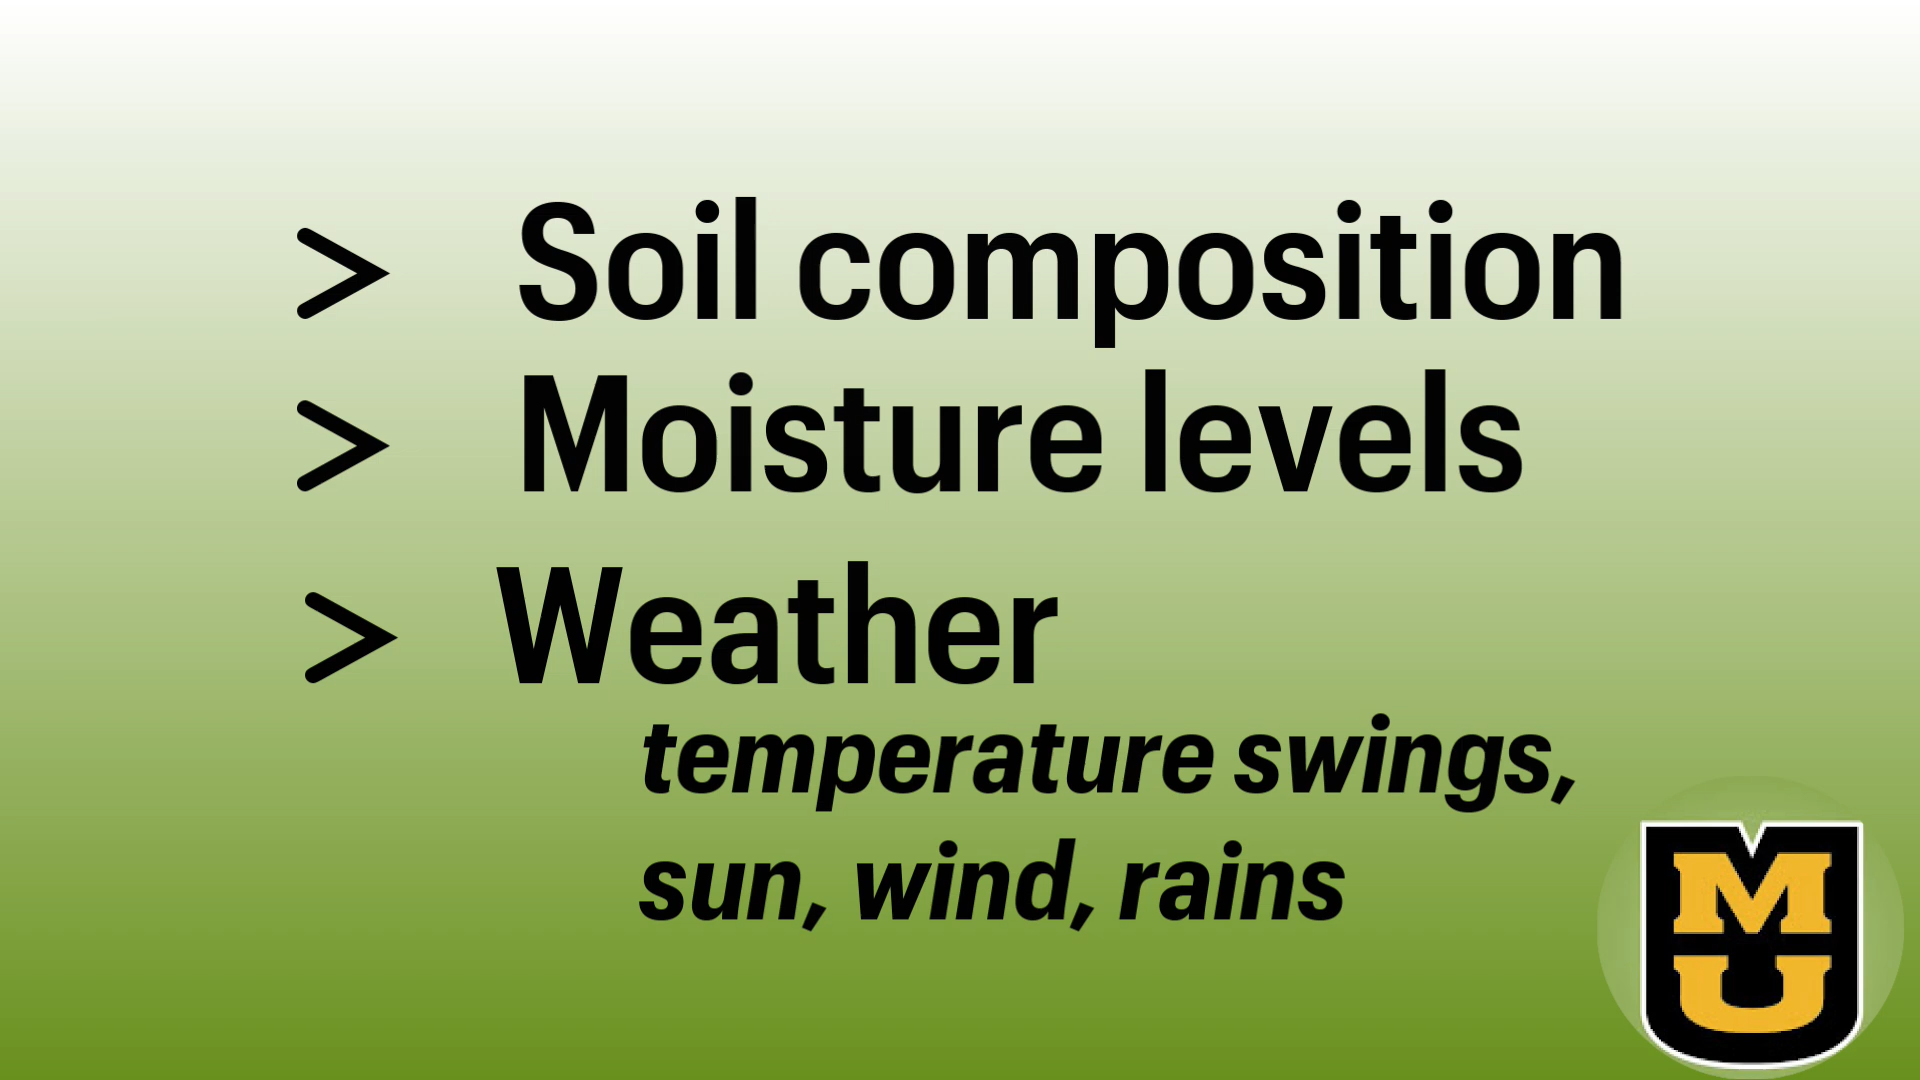 > Soil composition
> Moisture levels
> Weather
temperature swings,
sun, wind, rains
MU